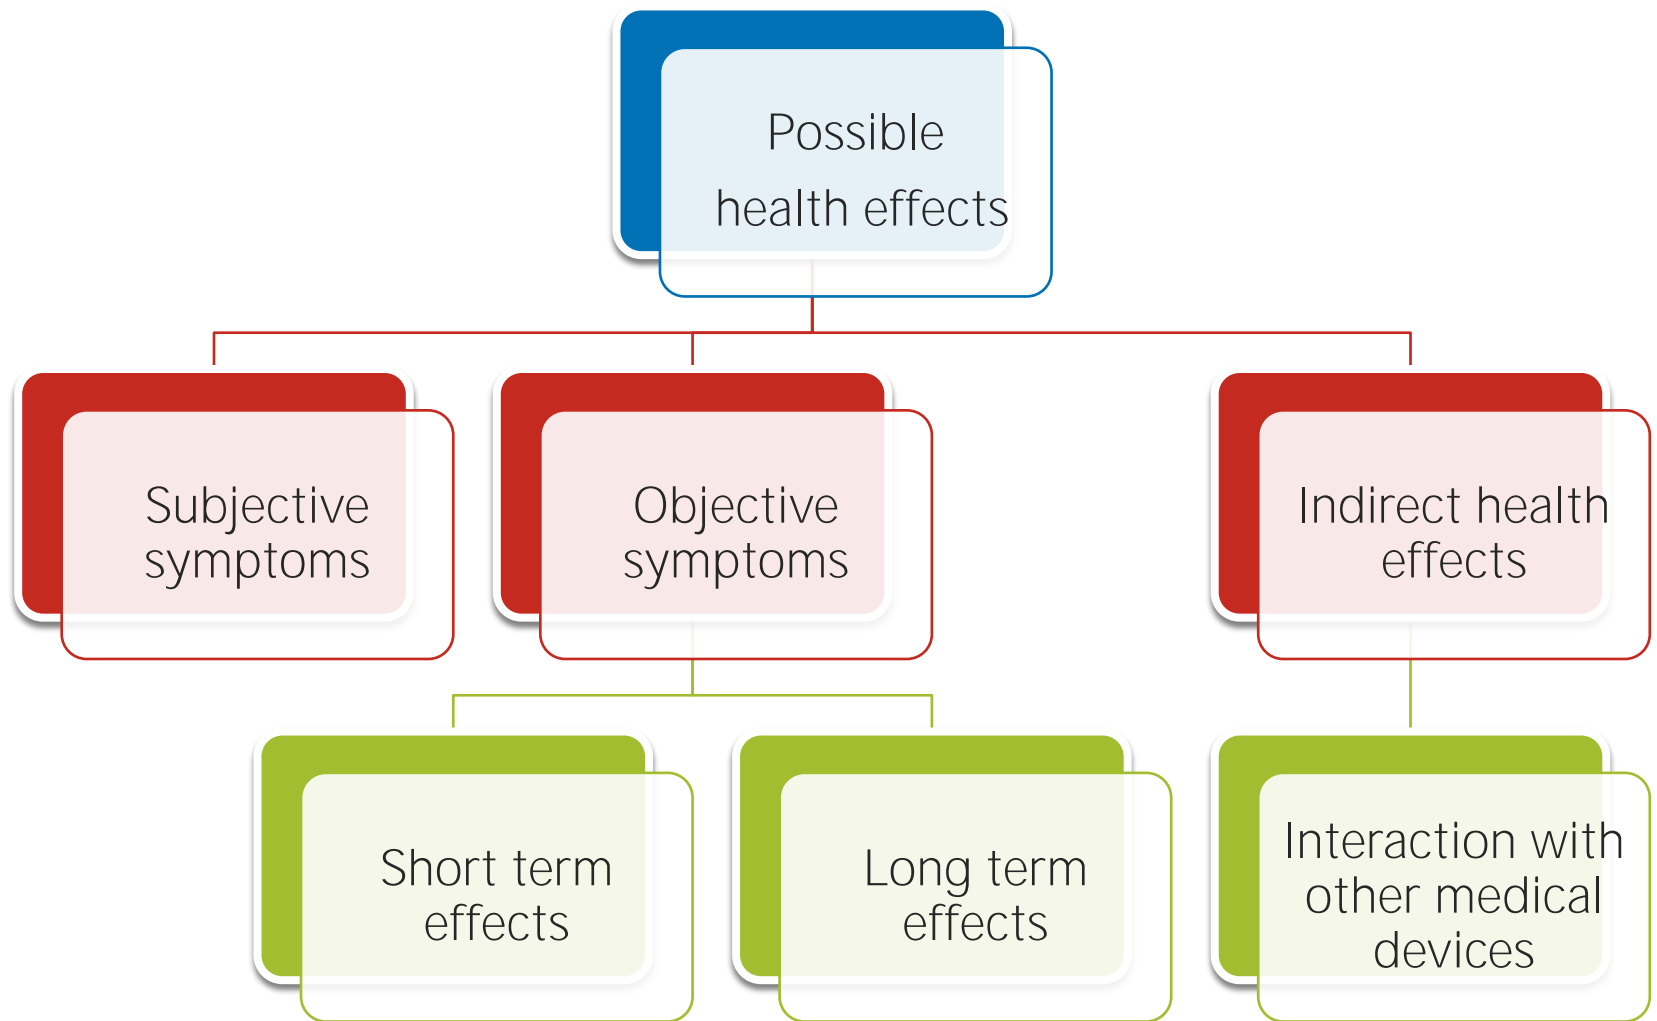 Possible
health effects
Subjective
symptoms
Objective
symptoms
Indirect health
effects
Short term
effects
Long term
effects
Interaction with
other medical
devices